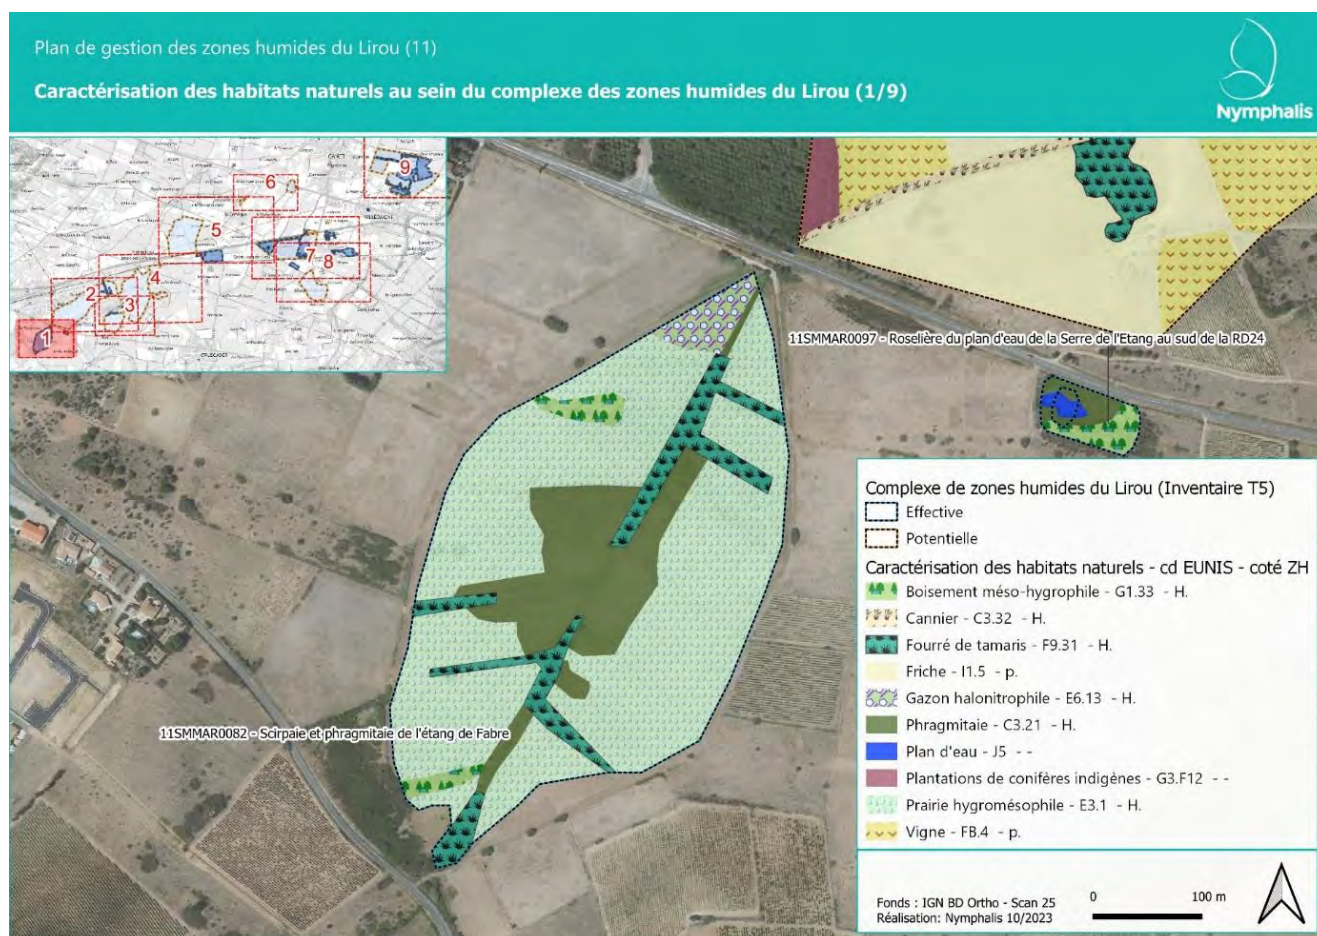 Plan de gestion des zones humides du Lirou (11)
Caractérisation des habitats naturels au sein du complexe des zones humides du Lirou (1/9)
Nymphalis
1
2
3
4
5
6
7
8
9
11SMMAR0097 - Roselière du plan d'eau de la Serre de l'Etang au sud de la RD24
11SMMAR0082 - Scirpaie et phragmitaie de l'étang de Fabre
Complexe de zones humides du Lirou (Inventaire T5)
Effective
Potentielle
Caractérisation des habitats naturels - cd EUNIS - coté ZH
Boisement méso-hygrophile - G1.33 - H.
Cannier - C3.32 - H.
Fourré de tamaris - F9.31 - H.
Friche - I1.5 - p.
Gazon halonitrophile - E6.13 - H.
Phragmitaie - C3.21 - H.
Plan d'eau - J5 - -
Plantations de conifères indigènes - G3.F12 - -
Prairie hygromésophile - E3.1 - H.
Vigne - FB.4 - p.
Fonds : IGN BD Ortho - Scan 25
Réalisation: Nymphalis 10/2023
0 100 m